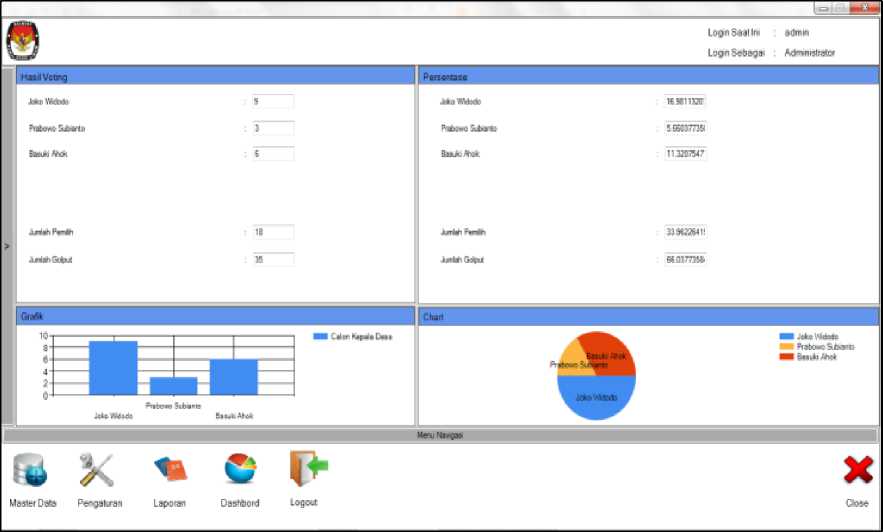 Login Saat Ini : admin
Login Sebagai : Administrator
Hasil Voting
Joko Widodo : 9
Prabowo Subianto : 3
Basuki Ahok : 6
Jumlah Pemilih : 18
Jumlah Golput : 35
Persentase
Joko Widodo : 16.9811320
Prabowo Subianto : 5.66037735
Basuki Ahok : 11.3207547
Jumlah Pemilih : 33.9622641
Jumlah Golput : 66.0377358
>
Grafik
10
8
6
4
2
0
Joko Widodo
Prabowo Subianto
Basuki Ahok
Calon Kepala Desa
Chart
Basuki Ahok
Prabowo Subianto
Joko Widodo
Joko Widodo
Prabowo Subianto
Basuki Ahok
Menu Navigasi
Master Data
Pengaturan
Laporan
Dashbord
Logout
Close